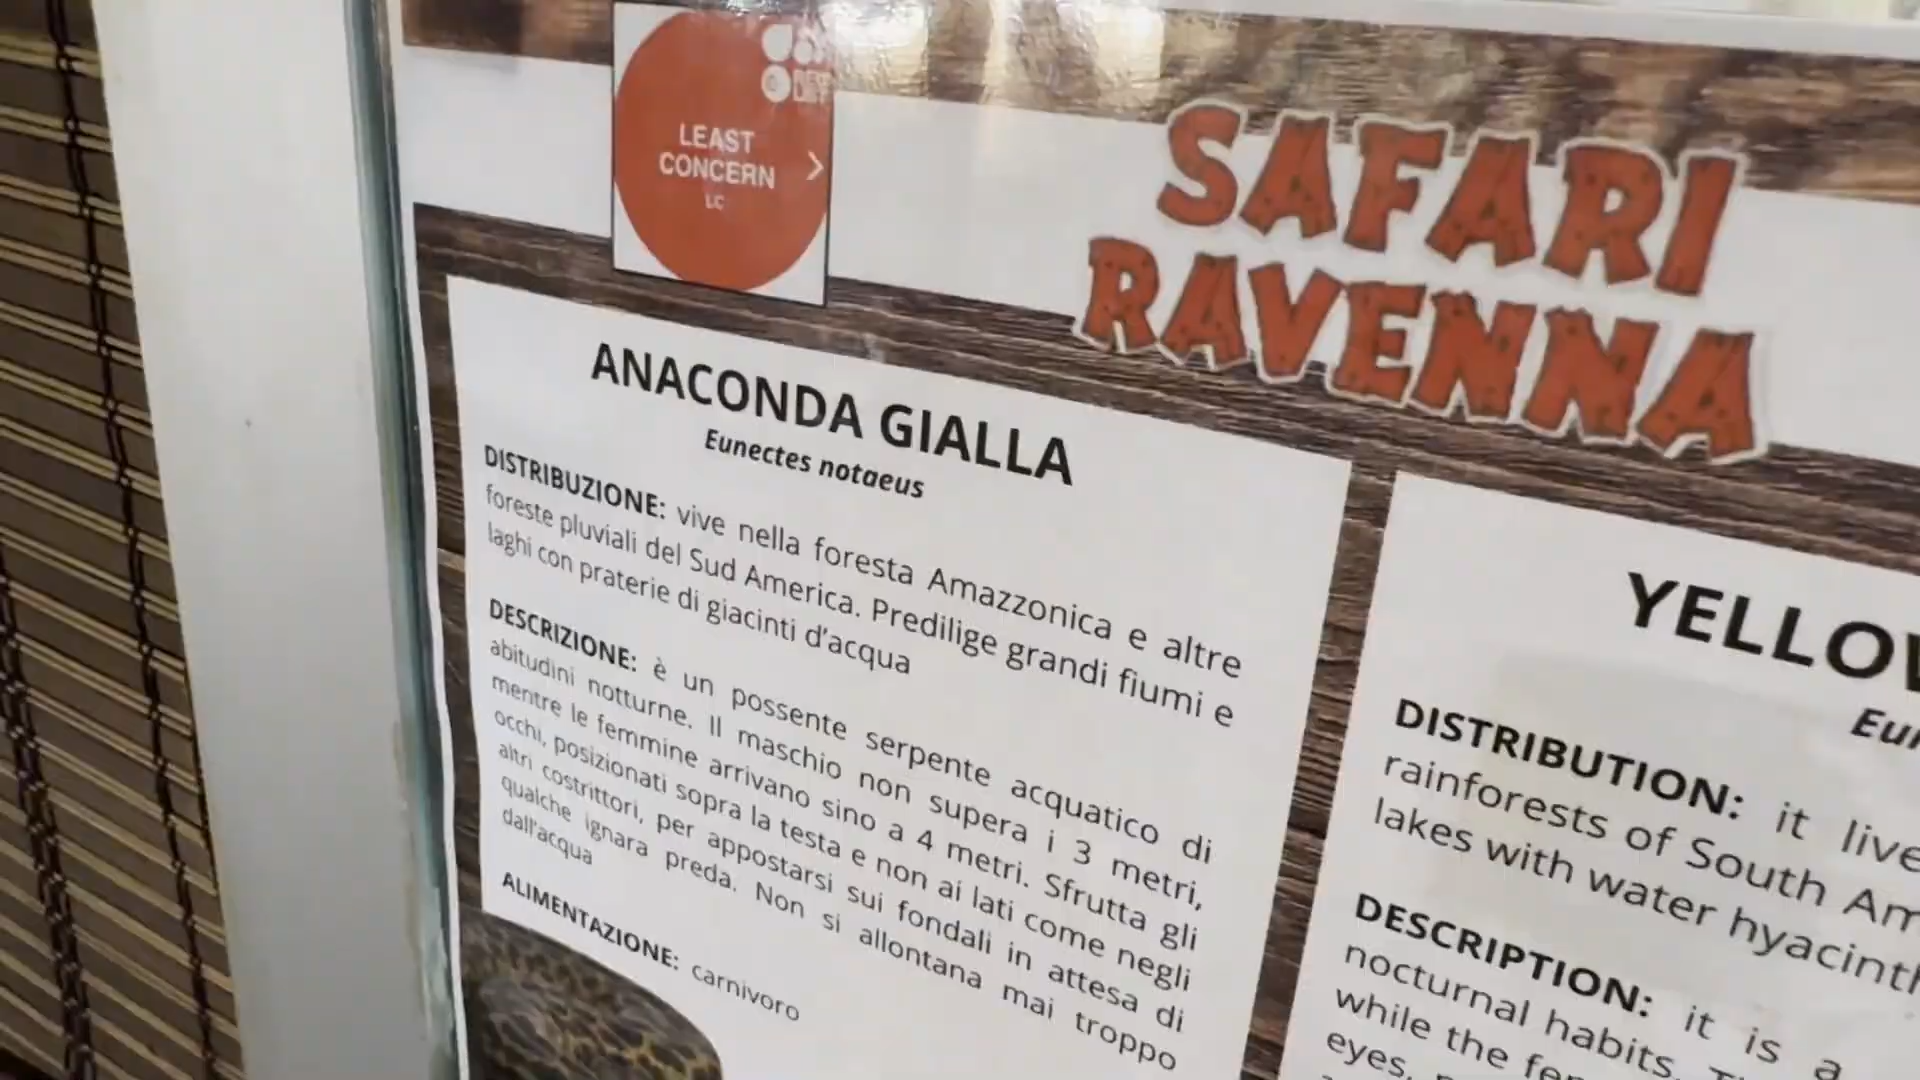 LEAST
CONCERN
LC
SAFARI
RAVENNA
ANACONDA GIALLA
Eunectes notaeus
DISTRIBUZIONE: vive nella foresta Amazzonica e altre
foreste pluviali del Sud America. Predilige grandi fiumi e
laghi con praterie di giacinti d'acqua
DESCRIZIONE: è un possente serpente acquatico di
abitudini notturne. Il maschio non supera i 3 metri,
mentre le femmine arrivano sino a 4 metri. Sfrutta gli
occhi, posizionati sopra la testa e non ai lati come negli
altri costrittori, per appostarsi sui fondali in attesa di
qualche ignara preda. Non si allontana mai troppo
dall'acqua
ALIMENTAZIONE: carnivoro
YELLOW
Eun
DISTRIBUTION: it live
rainforests of South Am
lakes with water hyacinth
DESCRIPTION: it is a
nocturnal habits.
while the fem
eyes,